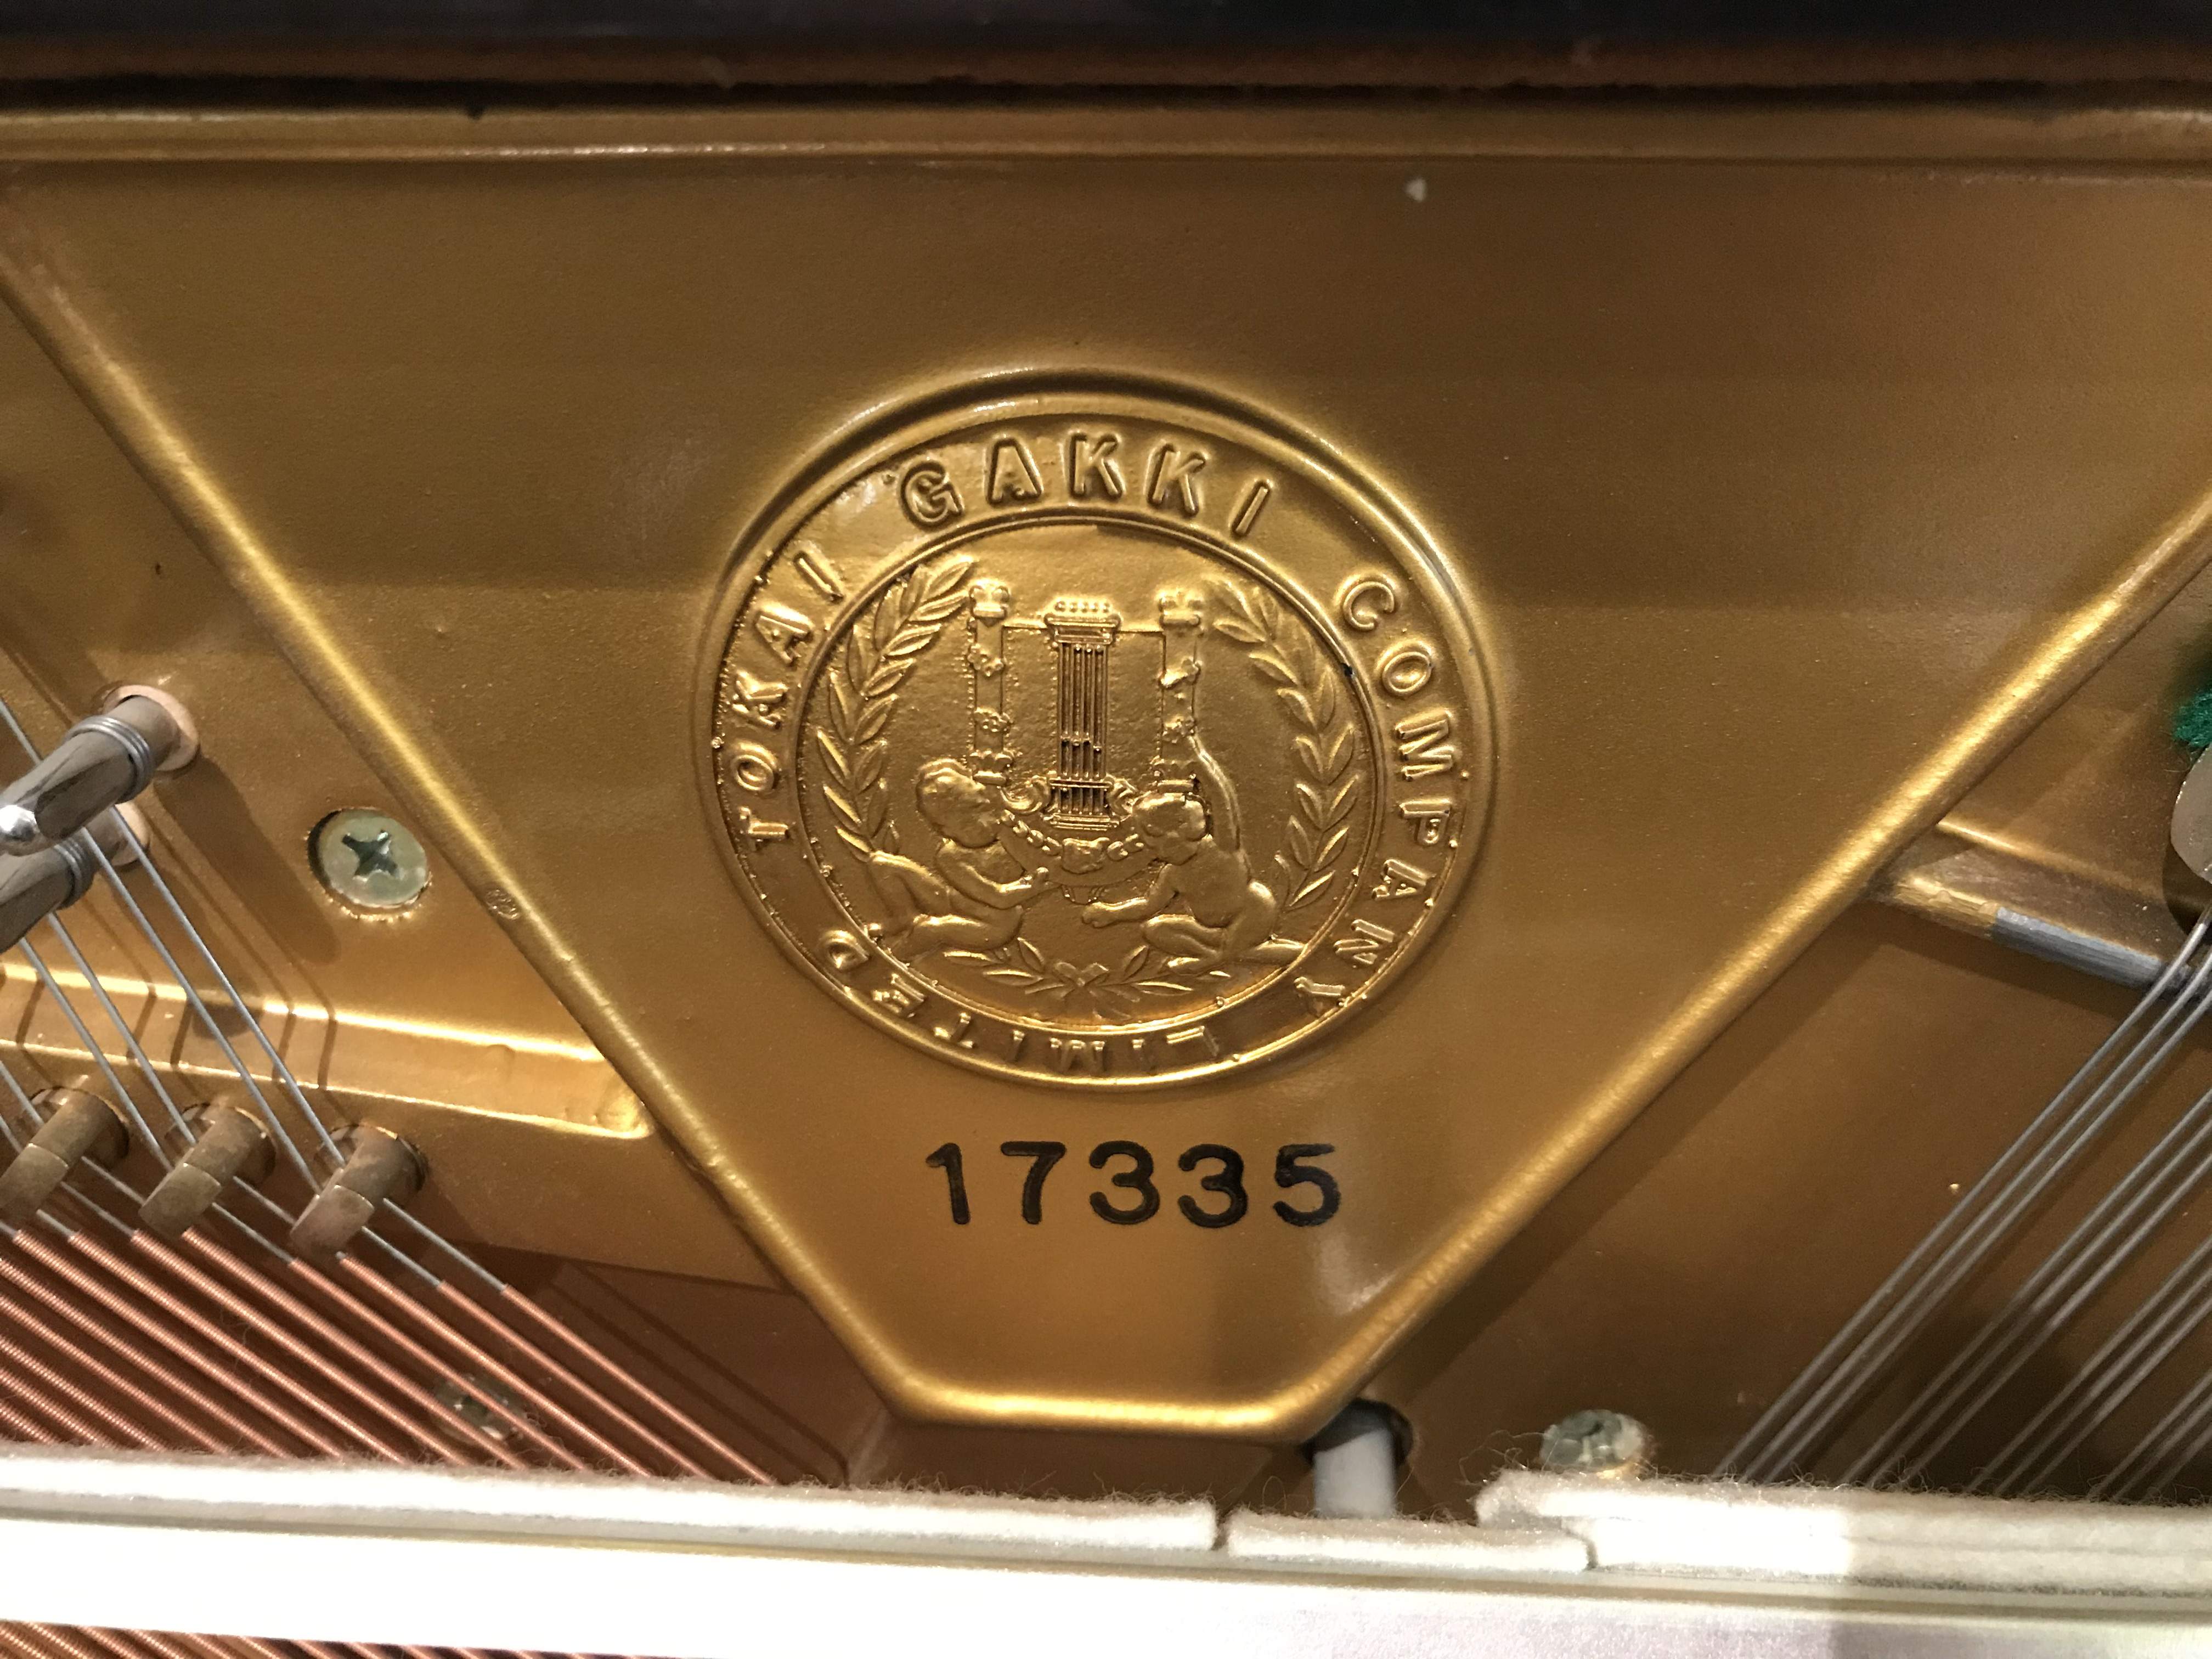 TOKAI GAKKI COMPANY LIMITED
17335